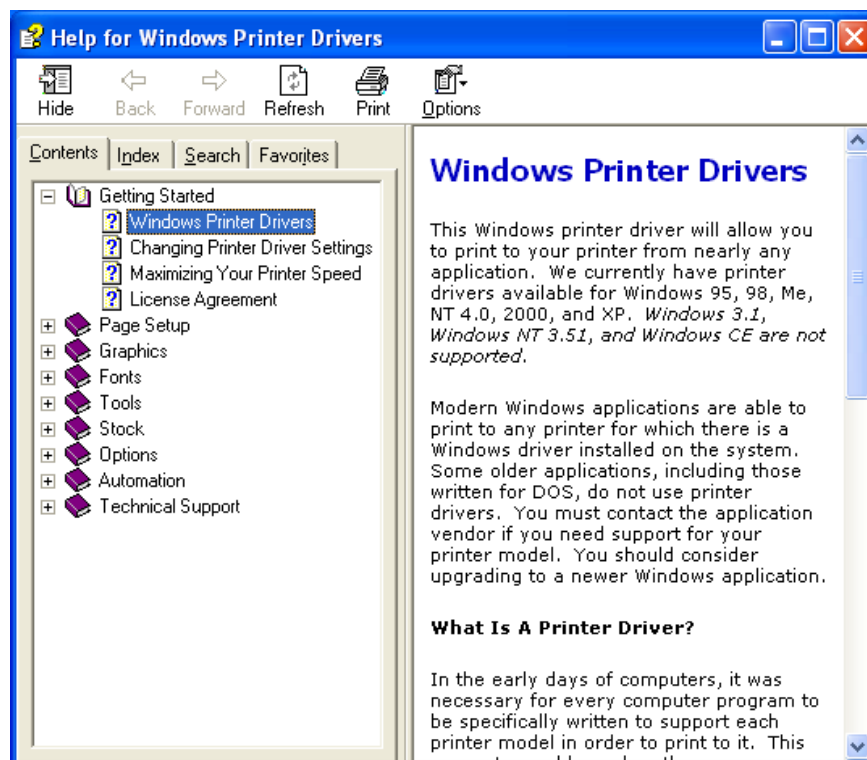 Help for Windows Printer Drivers
Hide Back Forward Refresh Print Options
Contents Index Search Favorites
Getting Started
Windows Printer Drivers
Changing Printer Driver Settings
Maximizing Your Printer Speed
License Agreement
Page Setup
Graphics
Fonts
Tools
Stock
Options
Automation
Technical Support
Windows Printer Drivers
This Windows printer driver will allow you
to print to your printer from nearly any
application. We currently have printer
drivers available for Windows 95, 98, Me,
NT 4.0, 2000, and XP. Windows 3.1,
Windows NT 3.51, and Windows CE are not
supported.
Modern Windows applications are able to
print to any printer for which there is a
Windows driver installed on the system.
Some older applications, including those
written for DOS, do not use printer
drivers. You must contact the application
vendor if you need support for your
printer model. You should consider
upgrading to a newer Windows application.
What Is A Printer Driver?
In the early days of computers, it was
necessary for every computer program to
be specifically written to support each
printer model in order to print to it. This